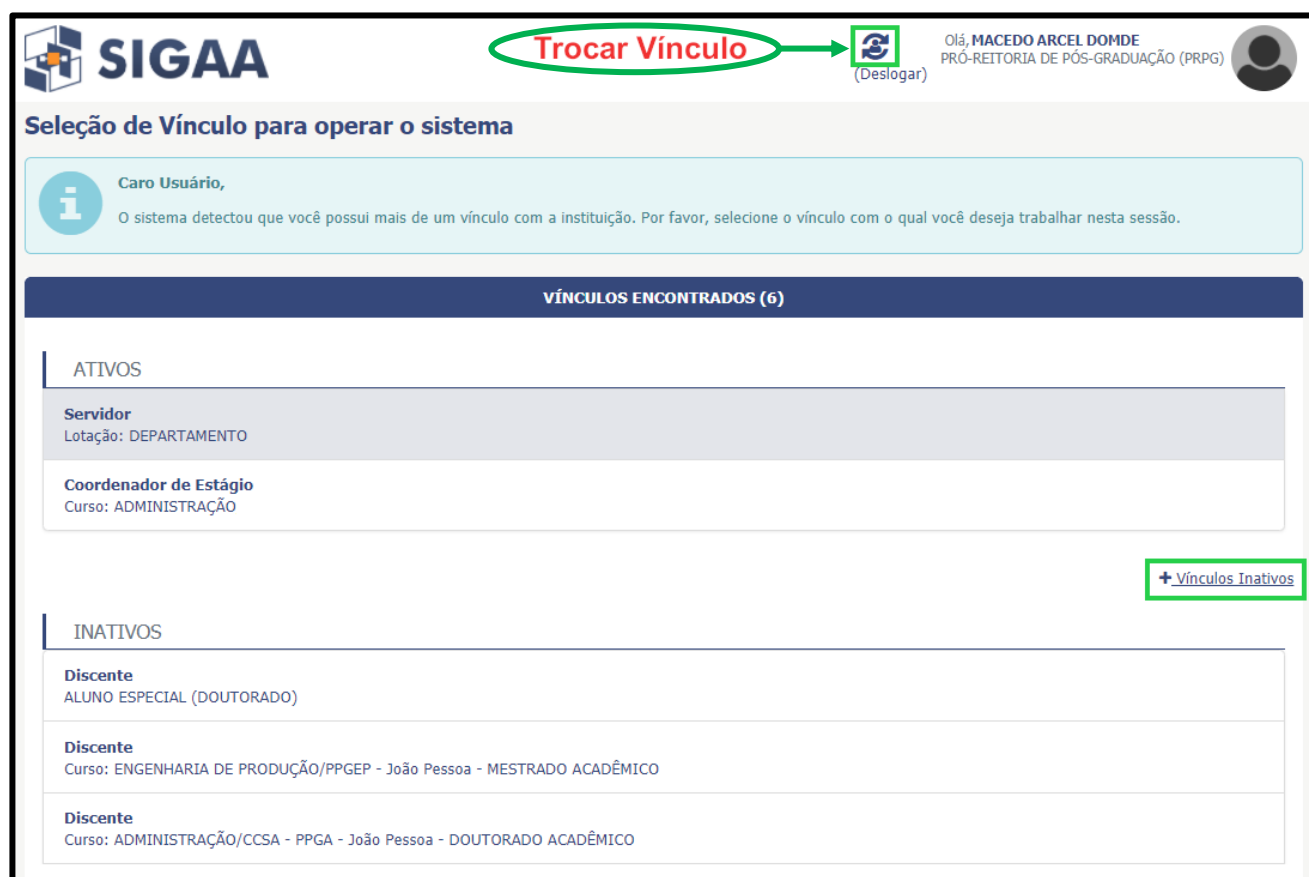 SIGAA
Trocar Vínculo
(Deslogar)
Olá, MACEDO ARCEL DOMDE
PRÓ-REITORIA DE PÓS-GRADUAÇÃO (PRPG)
Seleção de Vínculo para operar o sistema
Caro Usuário,
O sistema detectou que você possui mais de um vínculo com a instituição. Por favor, selecione o vínculo com o qual você deseja trabalhar nesta sessão.
VÍNCULOS ENCONTRADOS (6)
ATIVOS
Servidor
Lotação: DEPARTAMENTO
Coordenador de Estágio
Curso: ADMINISTRAÇÃO
+ Vínculos Inativos
INATIVOS
Discente
ALUNO ESPECIAL (DOUTORADO)
Discente
Curso: ENGENHARIA DE PRODUÇÃO/PPGEP - João Pessoa - MESTRADO ACADÊMICO
Discente
Curso: ADMINISTRAÇÃO/CCSA - PPGA - João Pessoa - DOUTORADO ACADÊMICO